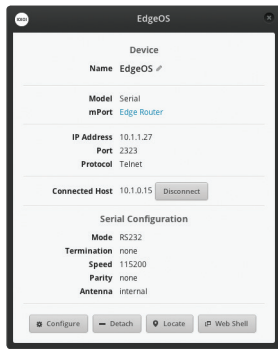 EdgeOS
Device
Name EdgeOS
Model Serial
mPort Edge Router
IP Address 10.1.1.27
Port 2323
Protocol Telnet
Connected Host 10.1.0.15 Disconnect
Serial Configuration
Mode RS232
Termination none
Speed 115200
Parity none
Antenna internal
Configure Detach Locate Web Shell